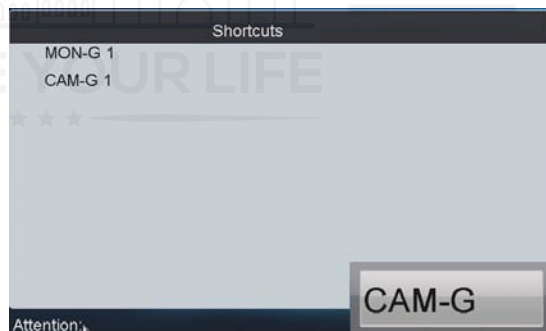 Shortcuts
MON-G 1
CAM-G 1
YOUR LIFE
CAM-G
Attention: